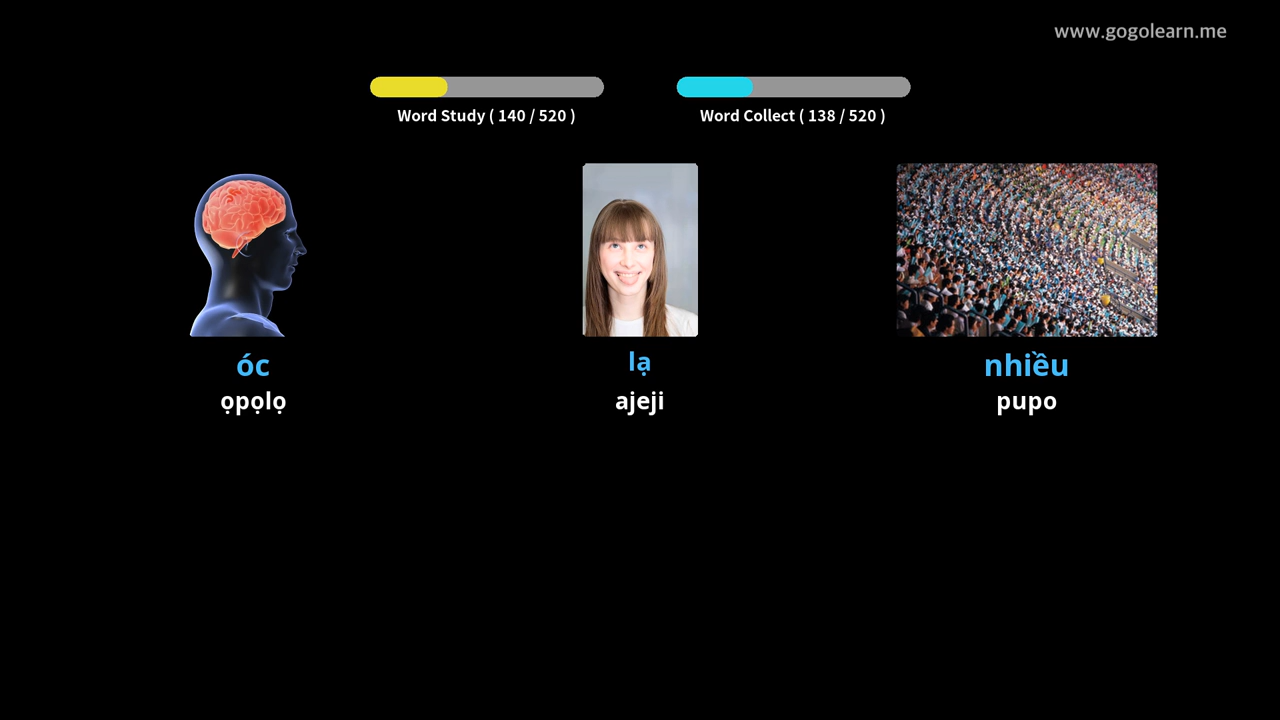 www.gogolearn.me
Word Study ( 140 / 520 )
Word Collect ( 138 / 520 )
óc
lạ
nhiều
ọpọlọ
ajeji
pupo